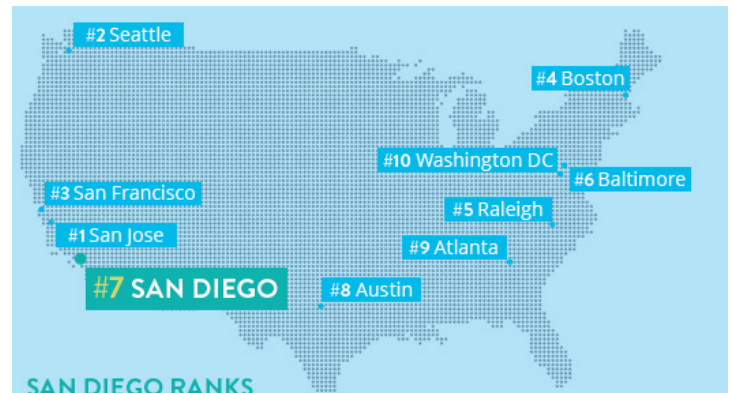 #2 Seattle
#4 Boston
#10 Washington DC
#6 Baltimore
#3 San Francisco
#5 Raleigh
#1 San Jose
#9 Atlanta
#7 SAN DIEGO
#8 Austin
SAN DIEGO RANKS